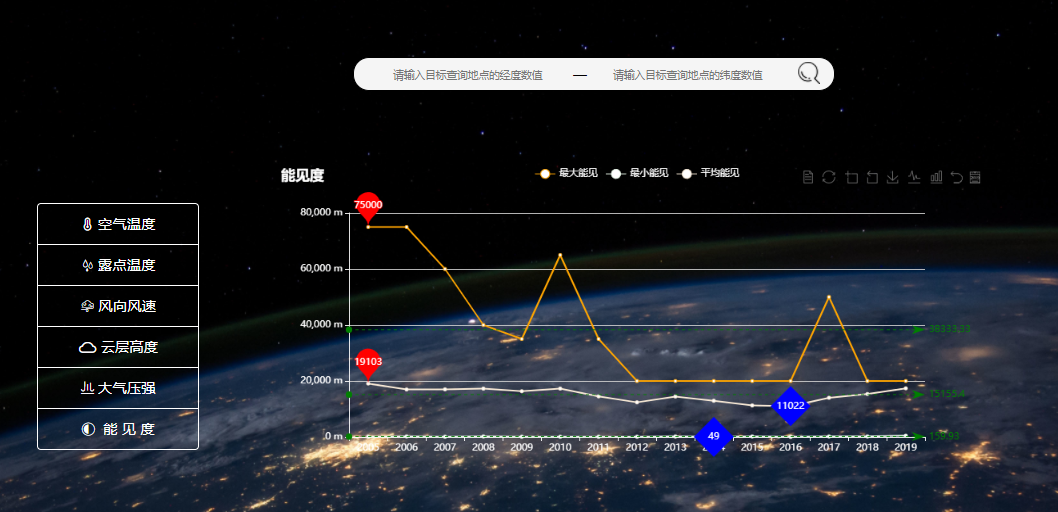 请输入目标查询地点的经度数值 — 请输入目标查询地点的纬度数值
能见度
最大能见 最小能见 平均能见
空气温度
露点温度
风向风速
云层高度
大气压强
能 见 度
80,000 m
60,000 m
40,000 m
20,000 m
0 m
75000
19103
49
11022
38333.33
15155.4
159.93
2005 2006 2007 2008 2009 2010 2011 2012 2013 2015 2016 2017 2018 2019